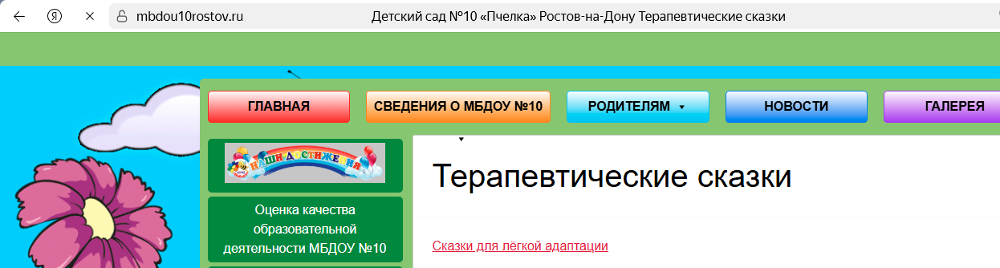 mbdou10rostov.ru
Детский сад №10 «Пчелка» Ростов-на-Дону Терапевтические сказки
ГЛАВНАЯ
СВЕДЕНИЯ О МБДОУ №10
РОДИТЕЛЯМ
НОВОСТИ
ГАЛЕРЕЯ
НАШИ ДОСТИЖЕНИЯ
Терапевтические сказки
Оценка качества
образовательной
деятельности МБДОУ №10
Сказки для лёгкой адаптации